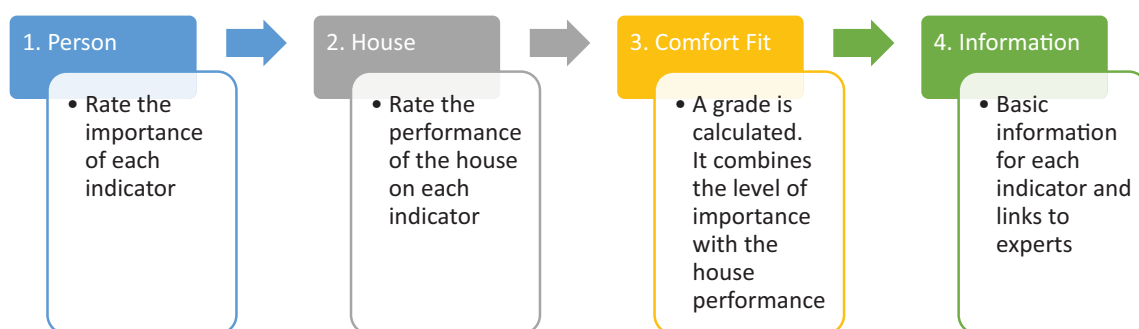 1. Person
• Rate the
importance
of each
indicator
2. House
• Rate the
performance
of the house
on each
indicator
3. Comfort Fit
• A grade is
calculated.
It combines
the level of
importance
with the
house
performance
4. Information
• Basic
information
for each
indicator and
links to
experts